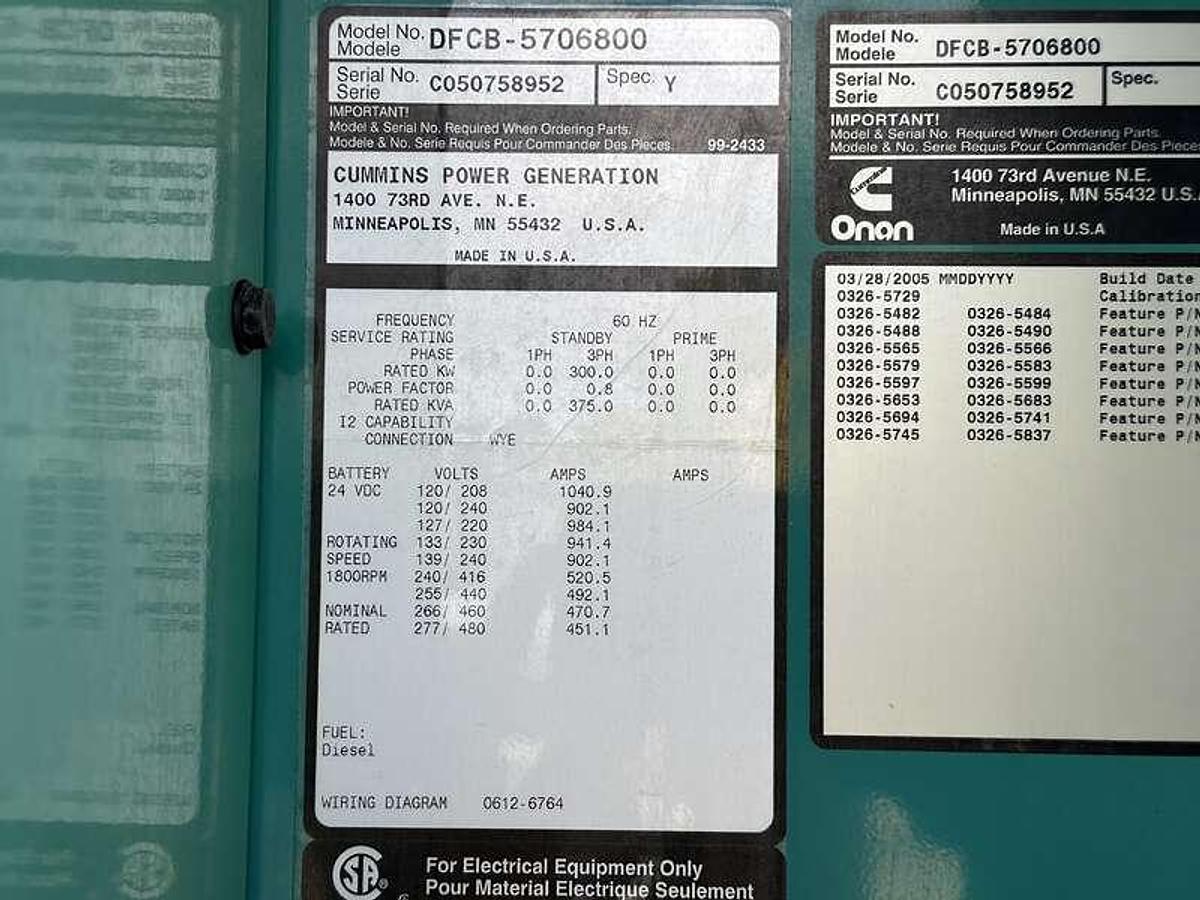 Model No.
Modele DFCB-5706800
Serial No.
Serie C050758952 Spec. Y
IMPORTANT!
Model & Serial No. Required When Ordering Parts.
Modele & No. Serie Requis Pour Commander Des Pieces. 99-2433
CUMMINS POWER GENERATION
1400 73RD AVE. N.E.
MINNEAPOLIS, MN 55432 U.S.A.
MADE IN U.S.A.
FREQUENCY 60 HZ
SERVICE RATING STANDBY PRIME
PHASE 1PH 3PH 1PH 3PH
RATED KW 0.0 300.0 0.0 0.0
POWER FACTOR 0.0 0.8 0.0 0.0
RATED KVA 0.0 375.0 0.0 0.0
I2 CAPABILITY
CONNECTION WYE
BATTERY VOLTS AMPS AMPS
24 VDC 120/ 208 1040.9
120/ 240 902.1
127/ 220 984.1
ROTATING 133/ 230 941.4
SPEED 139/ 240 902.1
1800RPM 240/ 416 520.5
255/ 440 492.1
NOMINAL 266/ 460 470.7
RATED 277/ 480 451.1
FUEL:
Diesel
WIRING DIAGRAM 0612-6764
SA®
For Electrical Equipment Only
Pour Material Electrique Seulement
Model No.
Modele DFCB-5706800
Serial No.
Serie C050758952 Spec.
IMPORTANT!
Model & Serial No. Required When Ordering Parts.
Modele & No. Serie Requis Pour Commander Des Pieces
Cummins
Onan
1400 73rd Avenue N.E.
Minneapolis, MN 55432 U.S.
Made in U.S.A
03/28/2005 MMDDYYYY Build Date
0326-5729 Calibration
0326-5482 0326-5484 Feature P/N
0326-5488 0326-5490 Feature P/N
0326-5565 0326-5566 Feature P/N
0326-5579 0326-5583 Feature P/N
0326-5597 0326-5599 Feature P/N
0326-5653 0326-5683 Feature P/N
0326-5694 0326-5741 Feature P/N
0326-5745 0326-5837 Feature P/N